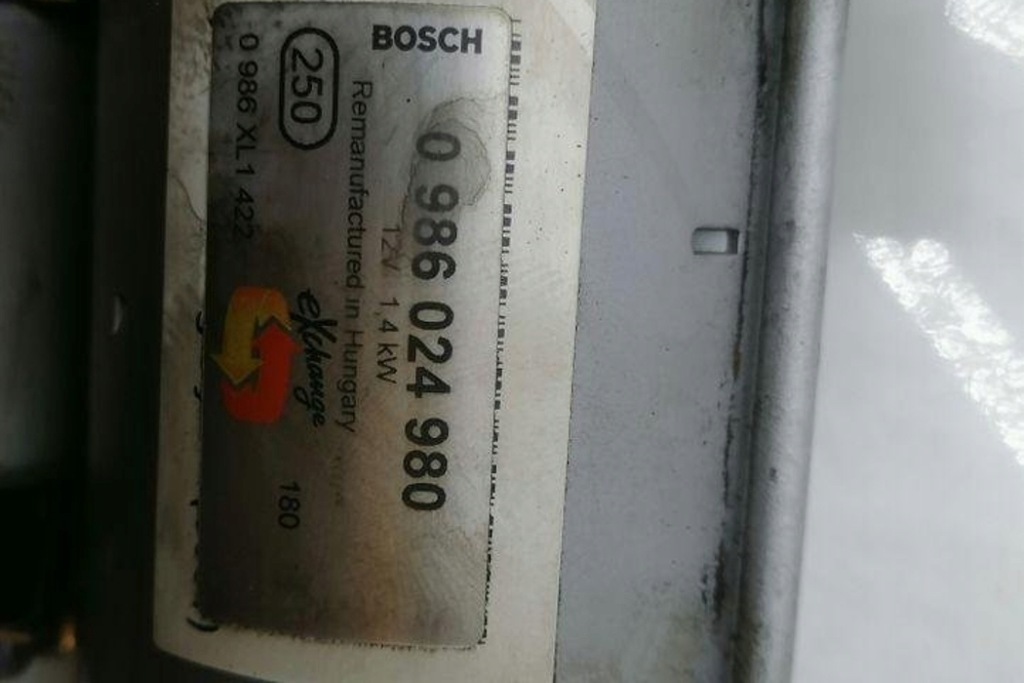 BOSCH
0 986 024 980
12V 1,4 kW
Remanufactured in Hungary
eXchange
250
180
0 986 XL1 422